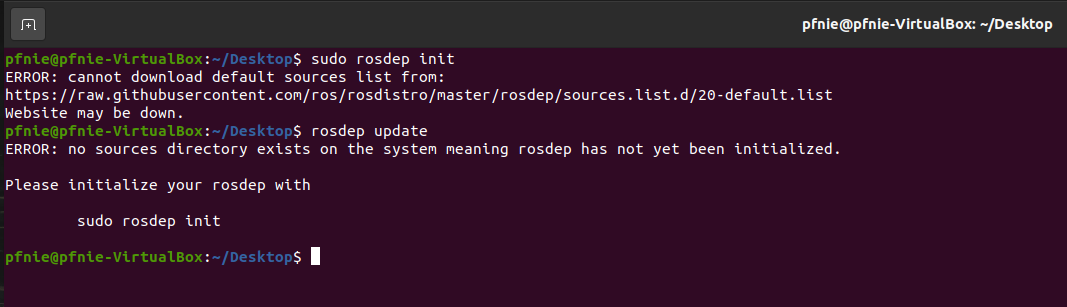 pfnie@pfnie-VirtualBox: ~/Desktop
pfnie@pfnie-VirtualBox:~/Desktop$ sudo rosdep init
ERROR: cannot download default sources list from:
https://raw.githubusercontent.com/ros/rosdistro/master/rosdep/sources.list.d/20-default.list
Website may be down.
pfnie@pfnie-VirtualBox:~/Desktop$ rosdep update
ERROR: no sources directory exists on the system meaning rosdep has not yet been initialized.
Please initialize your rosdep with
sudo rosdep init
pfnie@pfnie-VirtualBox:~/Desktop$